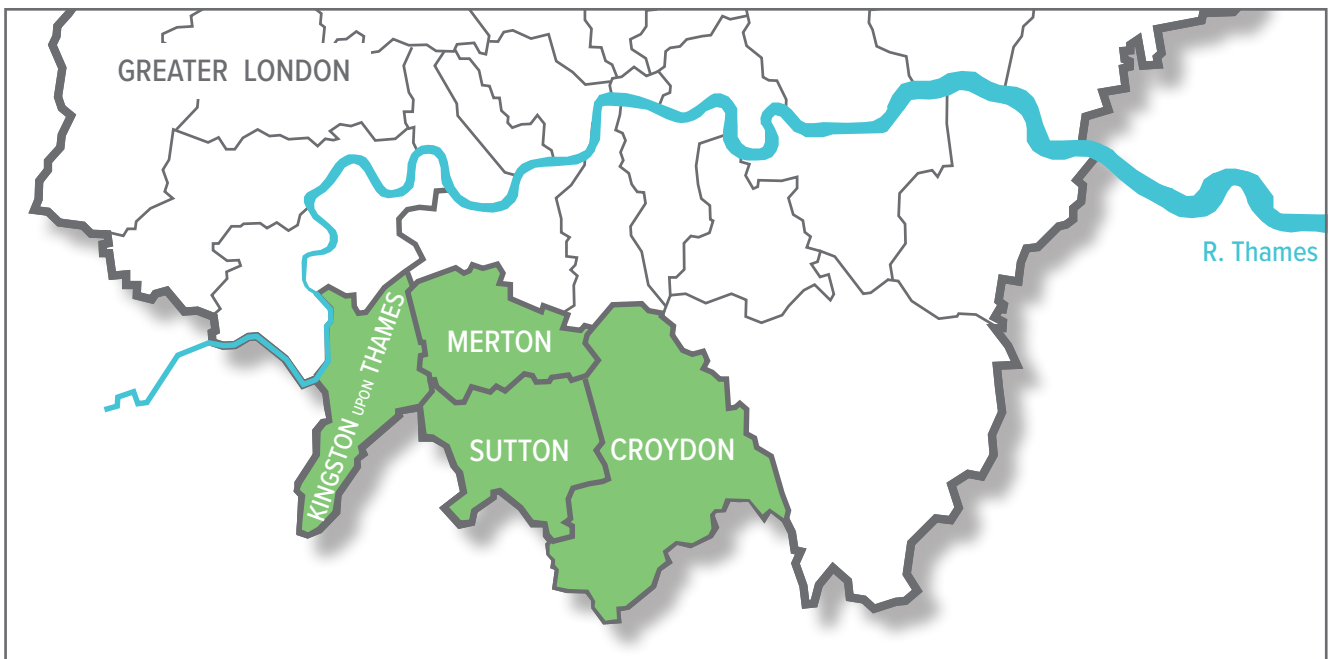 GREATER LONDON
R. Thames
KINGSTON UPON THAMES
MERTON
SUTTON
CROYDON